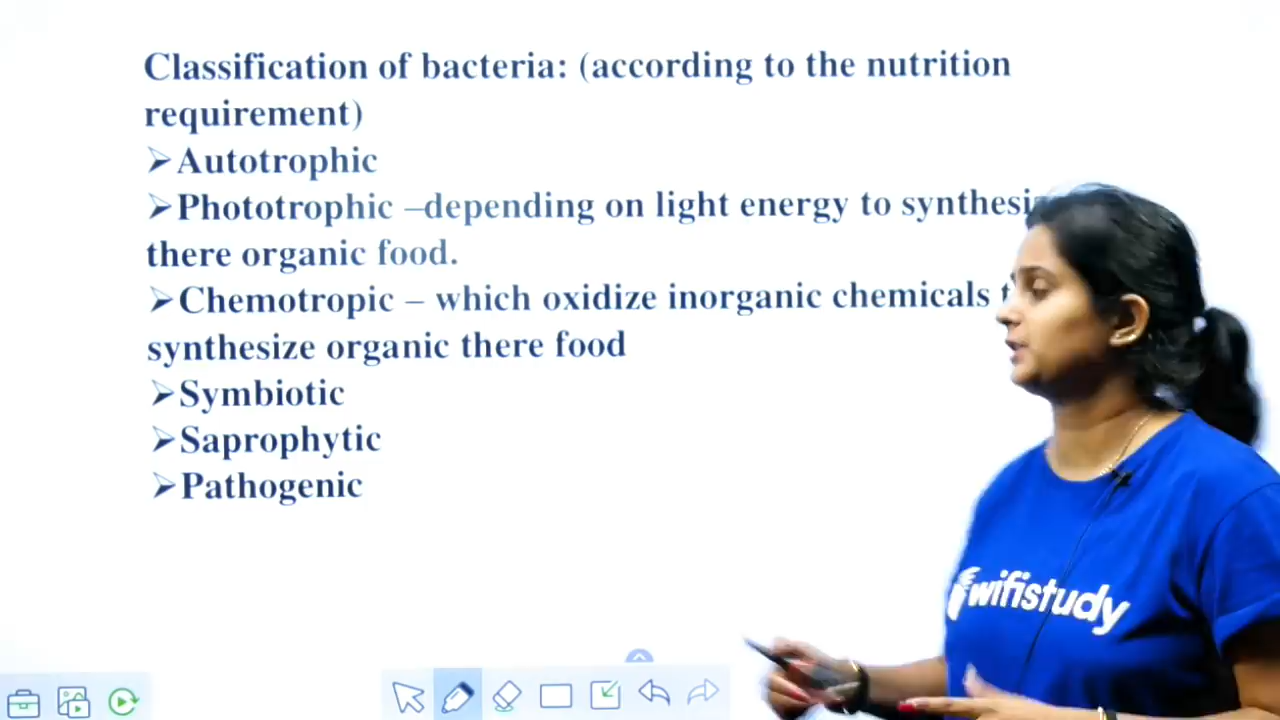 Classification of bacteria: (according to the nutrition
requirement)
➢Autotrophic
➢Phototrophic –depending on light energy to
there organic food.
➢Chemotropic – which oxidize inorganic chemicals
synthesize organic there food
➢Symbiotic
➢Saprophytic
➢Pathogenic
wifistudy